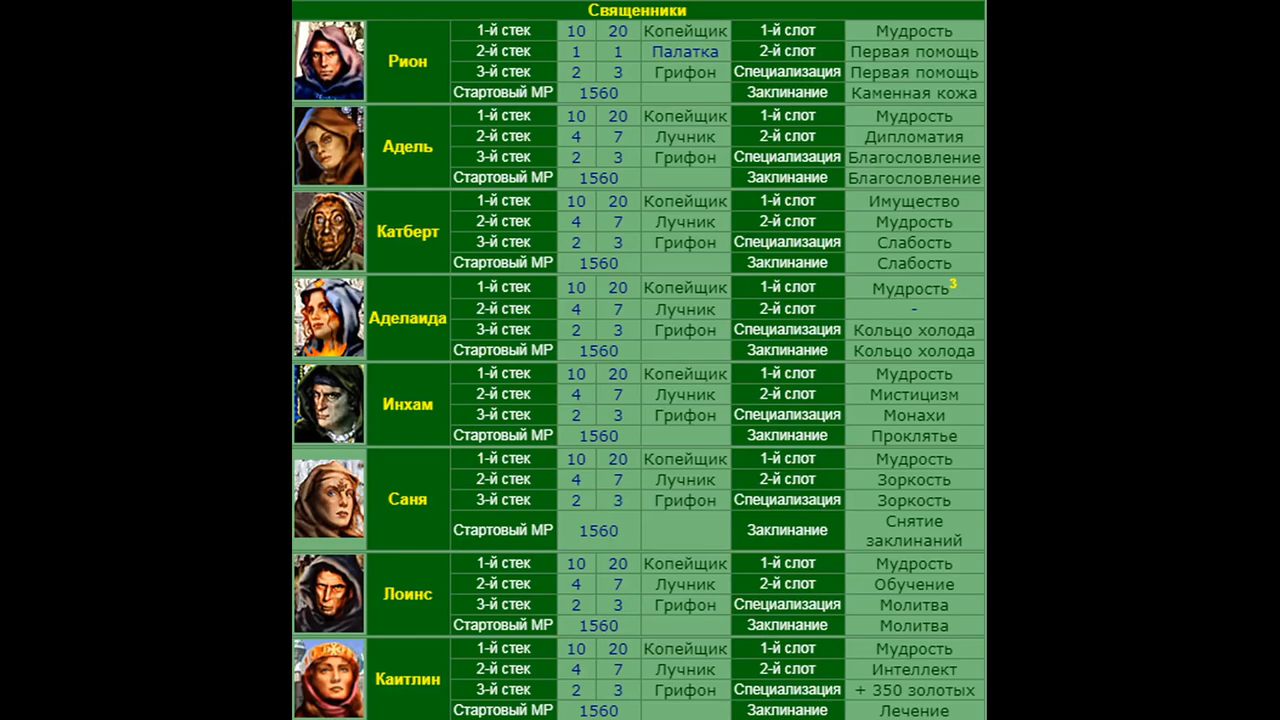 Священники
1-й стек 10 20 Копейщик 1-й слот Мудрость
Рион
2-й стек 1 1 Палатка 2-й слот Первая помощь
3-й стек 2 3 Грифон Специализация Первая помощь
Стартовый МР 1560 Заклинание Каменная кожа
1-й стек 10 20 Копейщик 1-й слот Мудрость
Адель
2-й стек 4 7 Лучник 2-й слот Дипломатия
3-й стек 2 3 Грифон Специализация Благословление
Стартовый МР 1560 Заклинание Благословление
1-й стек 10 20 Копейщик 1-й слот Имущество
Катберт
2-й стек 4 7 Лучник 2-й слот Мудрость
3-й стек 2 3 Грифон Специализация Слабость
Стартовый МР 1560 Заклинание Слабость
1-й стек 10 20 Копейщик 1-й слот Мудрость3
Аделаида
2-й стек 4 7 Лучник 2-й слот -
3-й стек 2 3 Грифон Специализация Кольцо холода
Стартовый МР 1560 Заклинание Кольцо холода
1-й стек 10 20 Копейщик 1-й слот Мудрость
Инхам
2-й стек 4 7 Лучник 2-й слот Мистицизм
3-й стек 2 3 Грифон Специализация Монахи
Стартовый МР 1560 Заклинание Проклятье
1-й стек 10 20 Копейщик 1-й слот Мудрость
Саня
2-й стек 4 7 Лучник 2-й слот Зоркость
3-й стек 2 3 Грифон Специализация Зоркость
Стартовый МР 1560 Заклинание Снятие
заклинаний
1-й стек 10 20 Копейщик 1-й слот Мудрость
Лоинс
2-й стек 4 7 Лучник 2-й слот Обучение
3-й стек 2 3 Грифон Специализация Молитва
Стартовый МР 1560 Заклинание Молитва
1-й стек 10 20 Копейщик 1-й слот Мудрость
Каитлин
2-й стек 4 7 Лучник 2-й слот Интеллект
3-й стек 2 3 Грифон Специализация + 350 золотых
Стартовый МР 1560 Заклинание Лечение